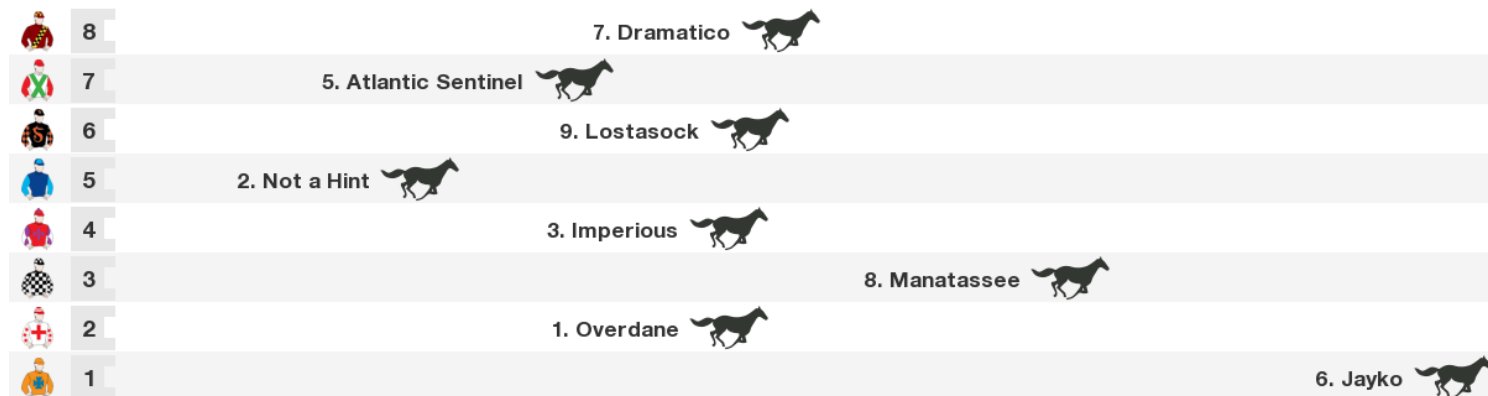 8 7. Dramatico
7 5. Atlantic Sentinel
6 9. Lostasock
5 2. Not a Hint
4 3. Imperious
3 8. Manatassee
2 1. Overdane
1 6. Jayko